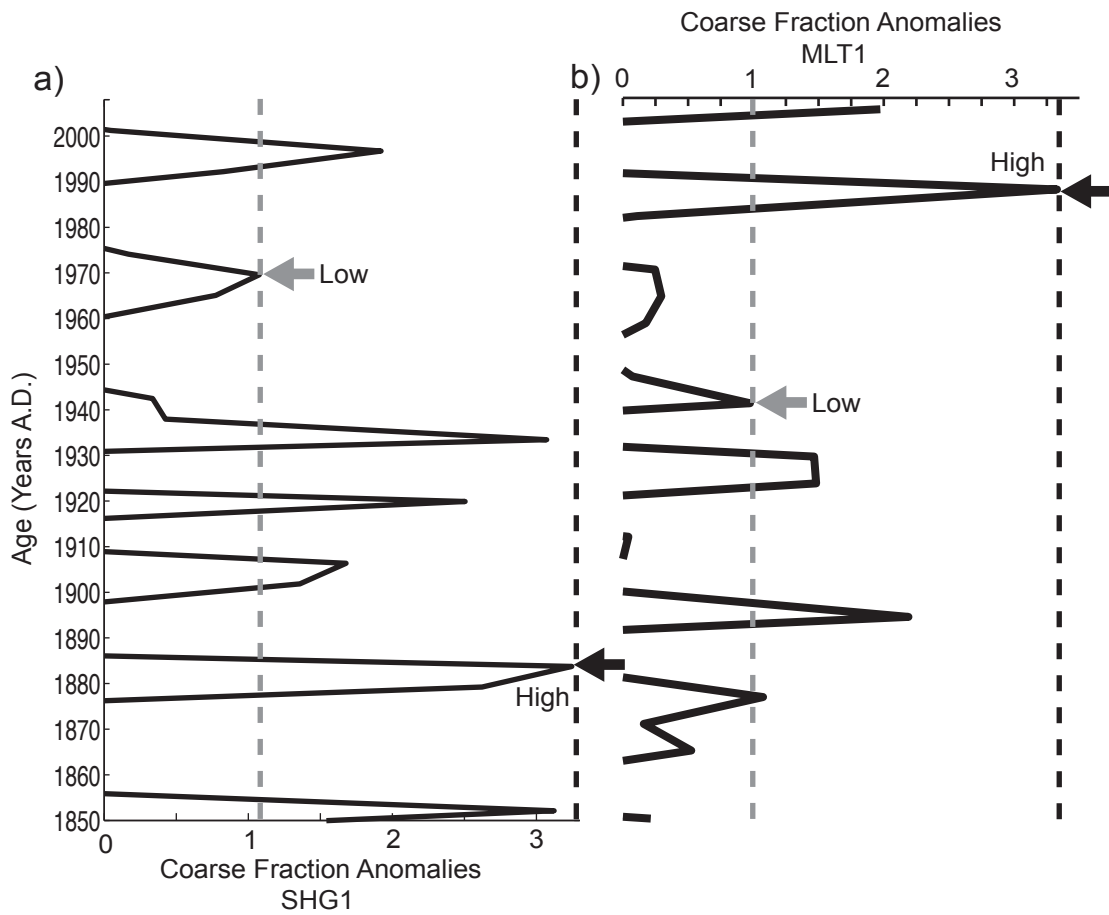 Coarse Fraction Anomalies
MLT1
a)
b)
0 1 2 3
2000
1990
1980
1970
1960
1950
1940
1930
1920
1910
1900
1890
1880
1870
1860
1850
Age (Years A.D.)
High
Low
Low
High
0 1 2 3
Coarse Fraction Anomalies
SHG1